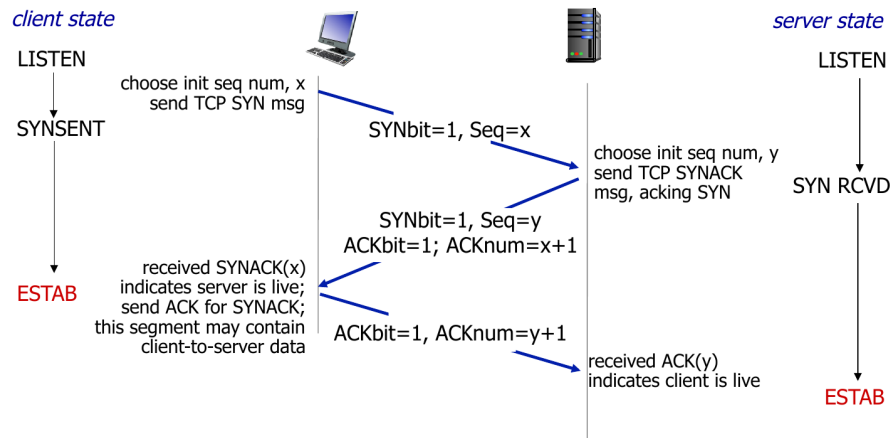 client state
server state
LISTEN
LISTEN
choose init seq num, x
send TCP SYN msg
SYNSENT
SYNbit=1, Seq=x
choose init seq num, y
send TCP SYNACK
msg, acking SYN
SYN RCVD
SYNbit=1, Seq=y
ACKbit=1; ACKnum=x+1
received SYNACK(x)
indicates server is live;
send ACK for SYNACK;
this segment may contain
client-to-server data
ESTAB
ACKbit=1, ACKnum=y+1
received ACK(y)
indicates client is live
ESTAB